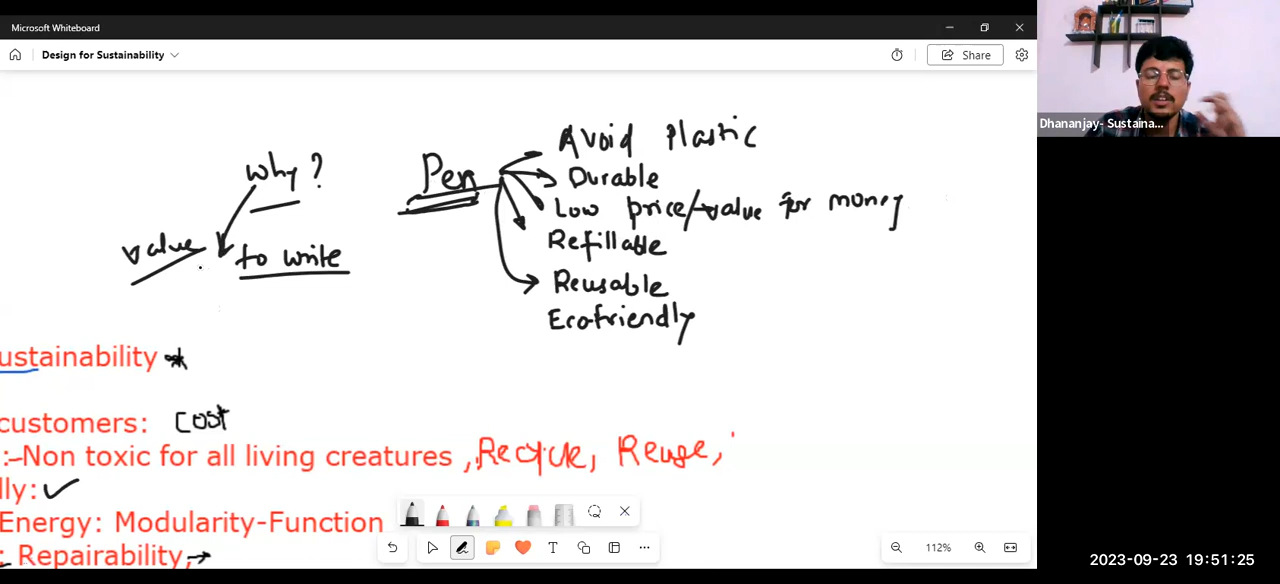 Microsoft Whiteboard
Design for Sustainability
Share
Dhananjay- Sustaina...
why?
value
to write
Pen
Avoid Plastic
Durable
Low price/value for money
Refillable
Reusable
Ecofriendly
ustainability *
customers: cost
:-Non toxic for all living creatures , Recycle, Reuse,
lly: ✓
Energy: Modularity-Function
: Repairability,→
T
112%
2023-09-23 19:51:25